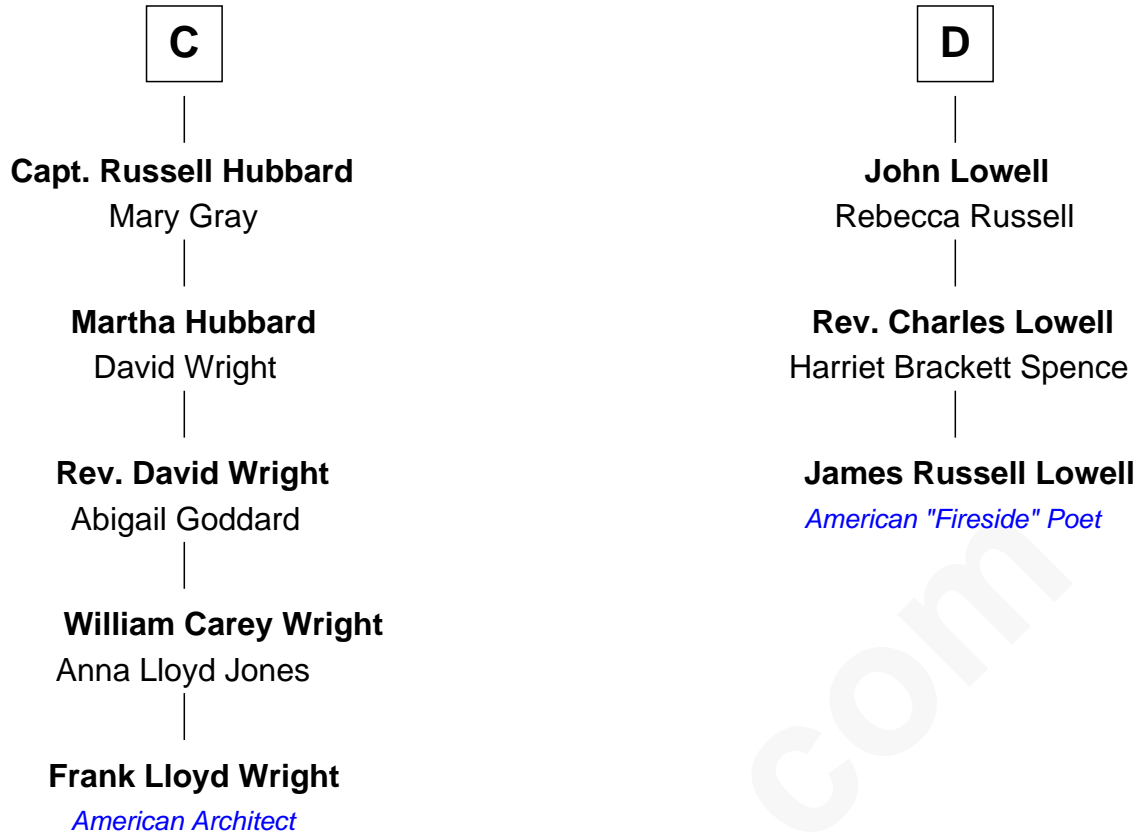 C
Capt. Russell Hubbard
Mary Gray
Martha Hubbard
David Wright
Rev. David Wright
Abigail Goddard
William Carey Wright
Anna Lloyd Jones
Frank Lloyd Wright
American Architect
D
John Lowell
Rebecca Russell
Rev. Charles Lowell
Harriet Brackett Spence
James Russell Lowell
American "Fireside" Poet
com